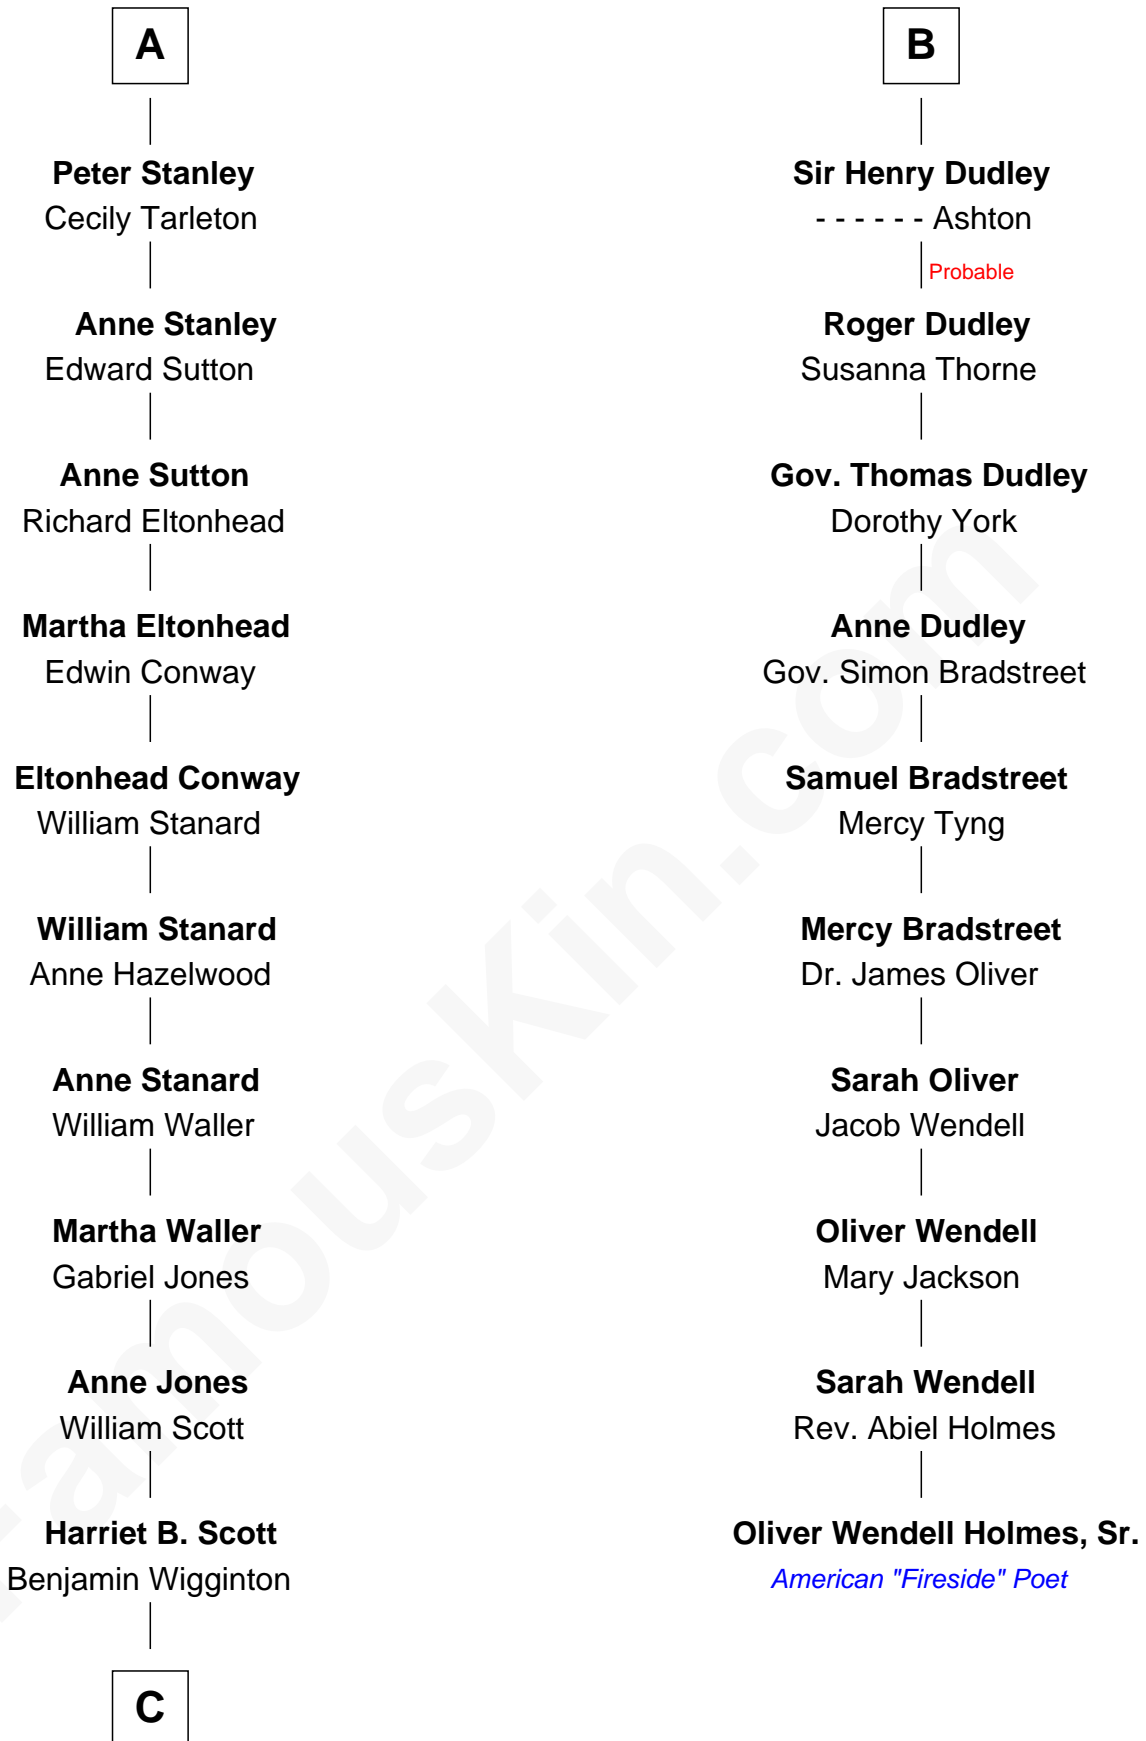 A
Peter Stanley
Cecily Tarleton
Anne Stanley
Edward Sutton
Anne Sutton
Richard Eltonhead
Martha Eltonhead
Edwin Conway
Eltonhead Conway
William Stanard
William Stanard
Anne Hazelwood
Anne Stanard
William Waller
Martha Waller
Gabriel Jones
Anne Jones
William Scott
Harriet B. Scott
Benjamin Wigginton
C
B
Sir Henry Dudley
- - - - - - Ashton
Probable
Roger Dudley
Susanna Thorne
Gov. Thomas Dudley
Dorothy York
Anne Dudley
Gov. Simon Bradstreet
Samuel Bradstreet
Mercy Tyng
Mercy Bradstreet
Dr. James Oliver
Sarah Oliver
Jacob Wendell
Oliver Wendell
Mary Jackson
Sarah Wendell
Rev. Abiel Holmes
Oliver Wendell Holmes, Sr.
American "Fireside" Poet
FamousKin.com